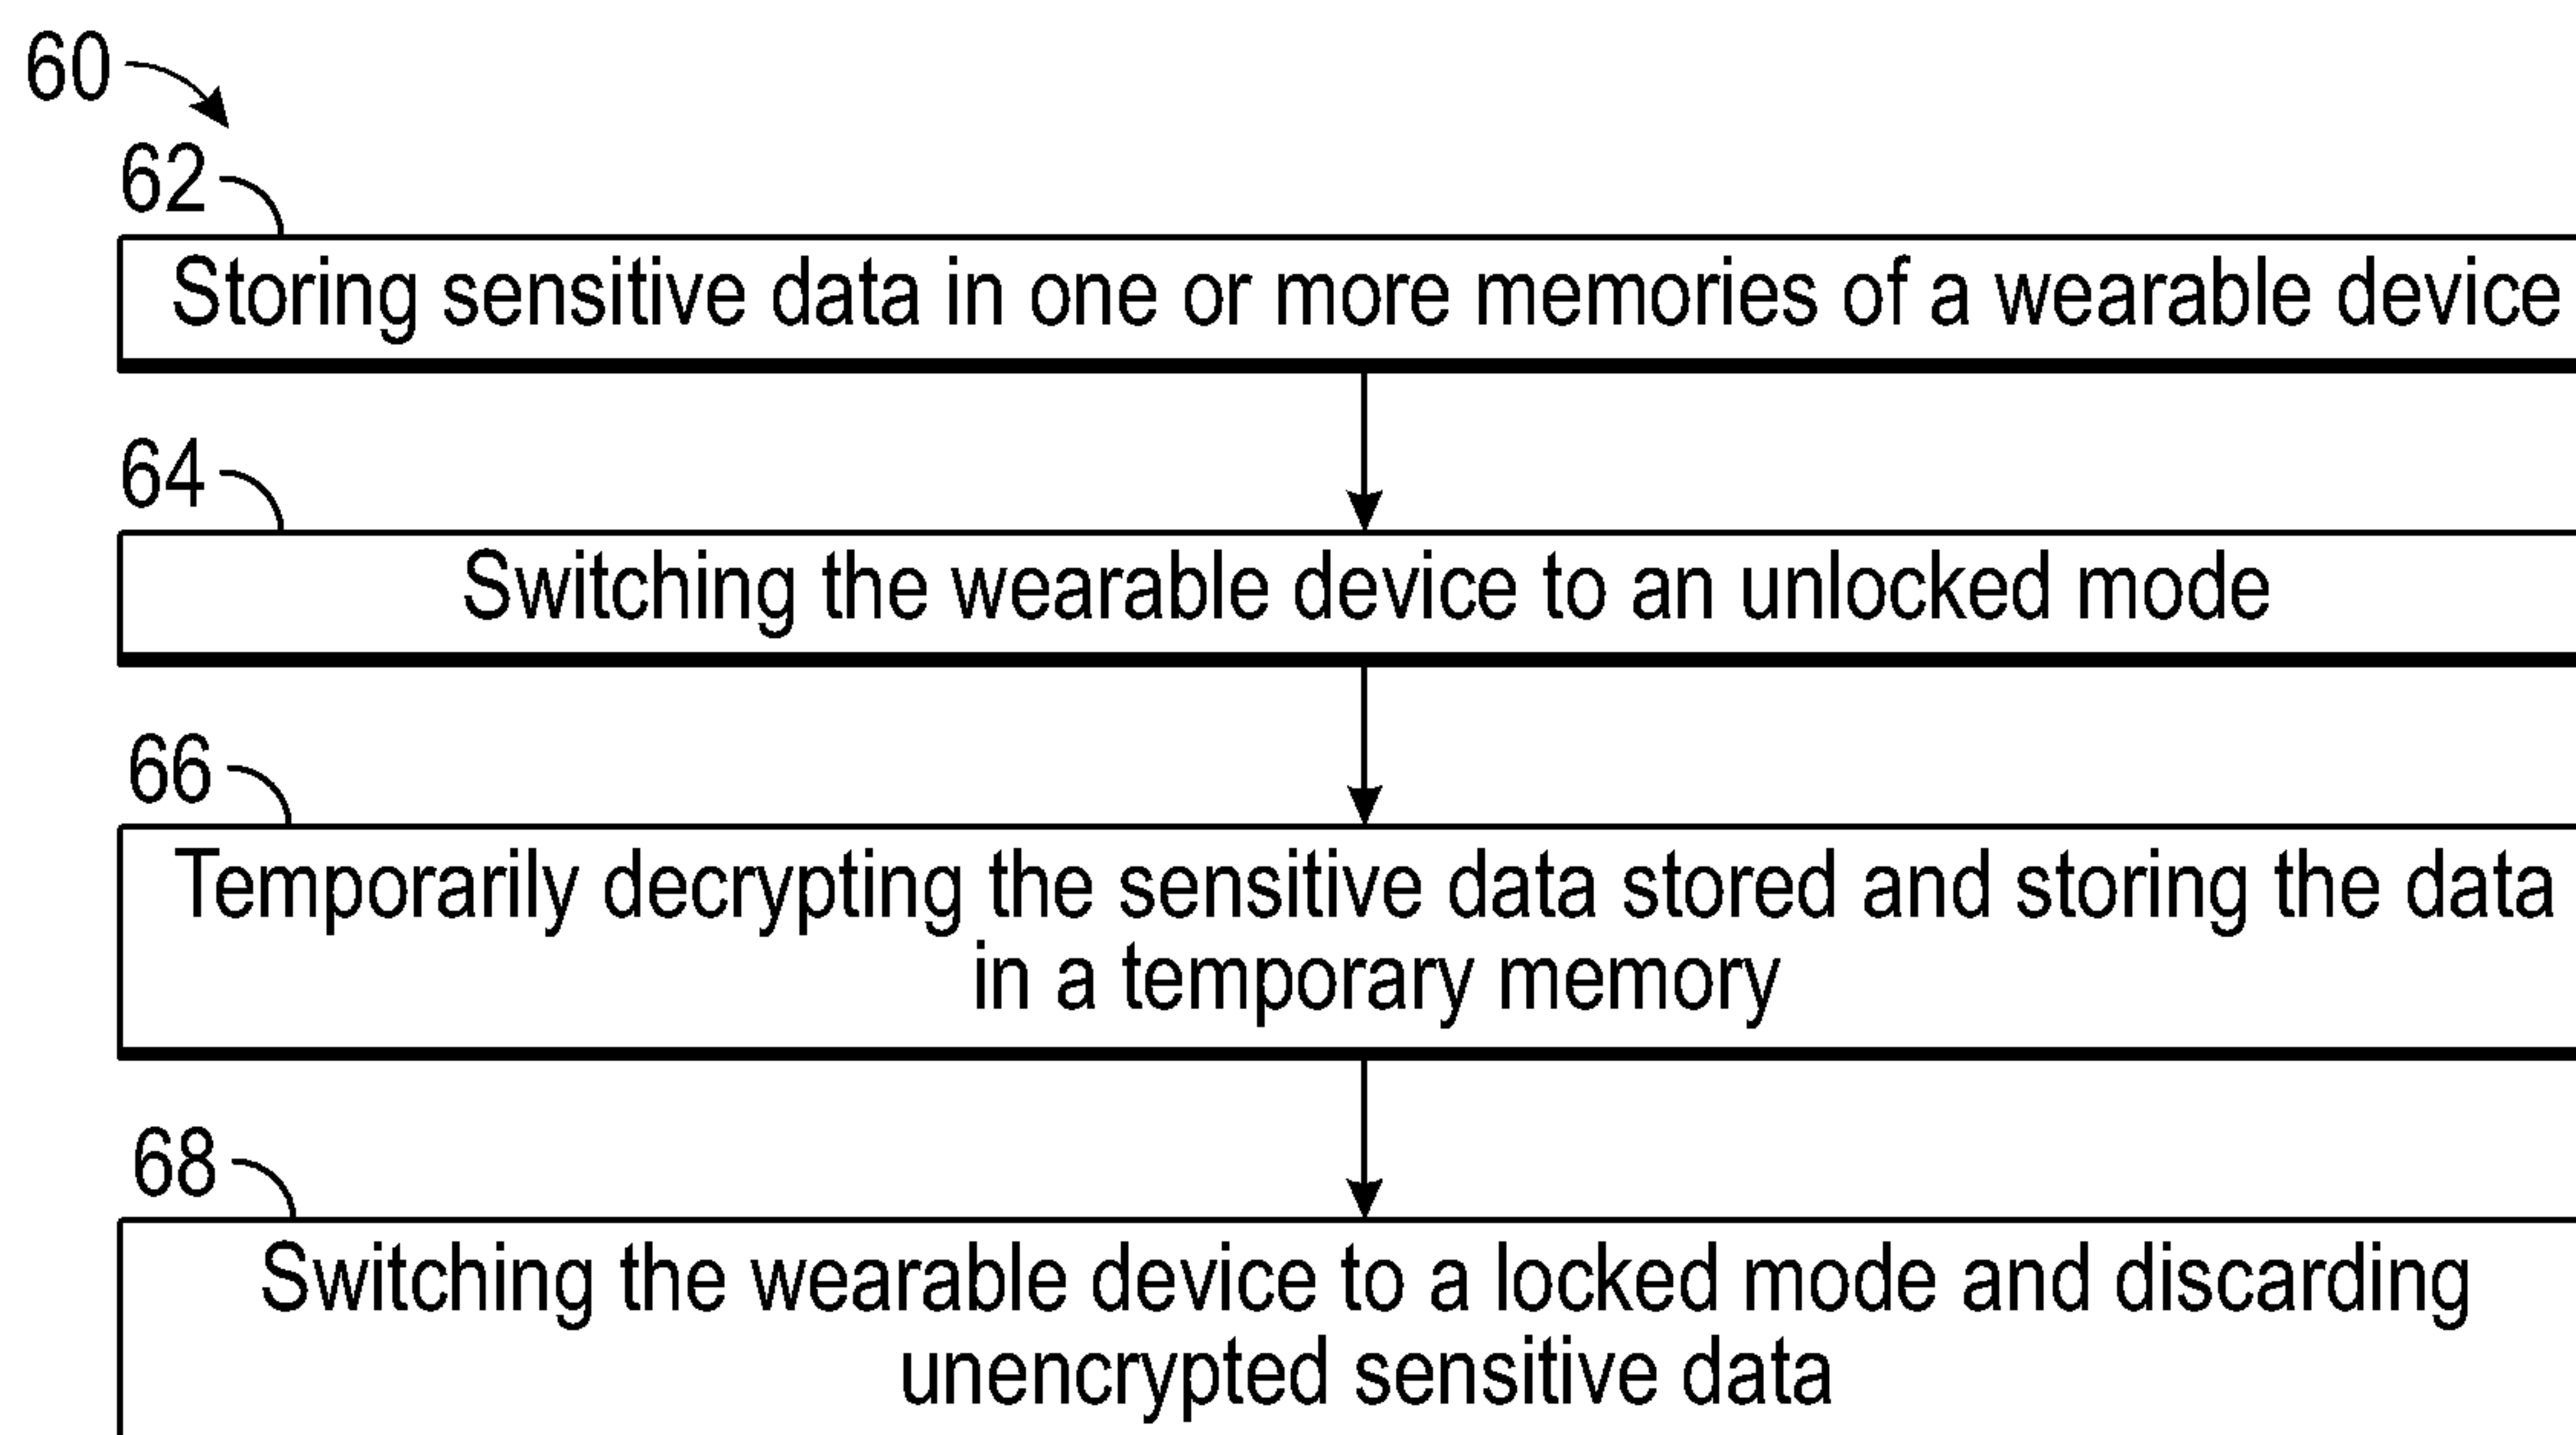 60
62
Storing sensitive data in one or more memories of a wearable device
64
Switching the wearable device to an unlocked mode
66
Temporarily decrypting the sensitive data stored and storing the data
in a temporary memory
68
Switching the wearable device to a locked mode and discarding
unencrypted sensitive data